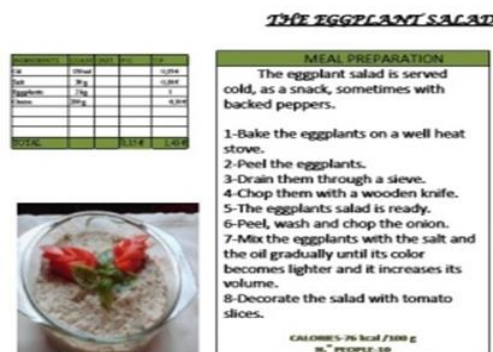 THE EGGPLANT SALAD
INGREDIENTS
Oil
Salt
Eggplants
Onions
TOTAL
MEAL PREPARATION
The eggplant salad is served
cold, as a snack, sometimes with
backed peppers.
1-Bake the eggplants on a well heat
stove.
2-Peel the eggplants.
3-Drain them through a sieve.
4-Chop them with a wooden knife.
5-The eggplants salad is ready.
6-Peel, wash and chop the onion.
7-Mix the eggplants with the salt and
the oil gradually until its color
becomes lighter and it increases its
volume.
8-Decorate the salad with tomato
slices.
CALORIES-76 kcal /100 g
PEOPLE-10